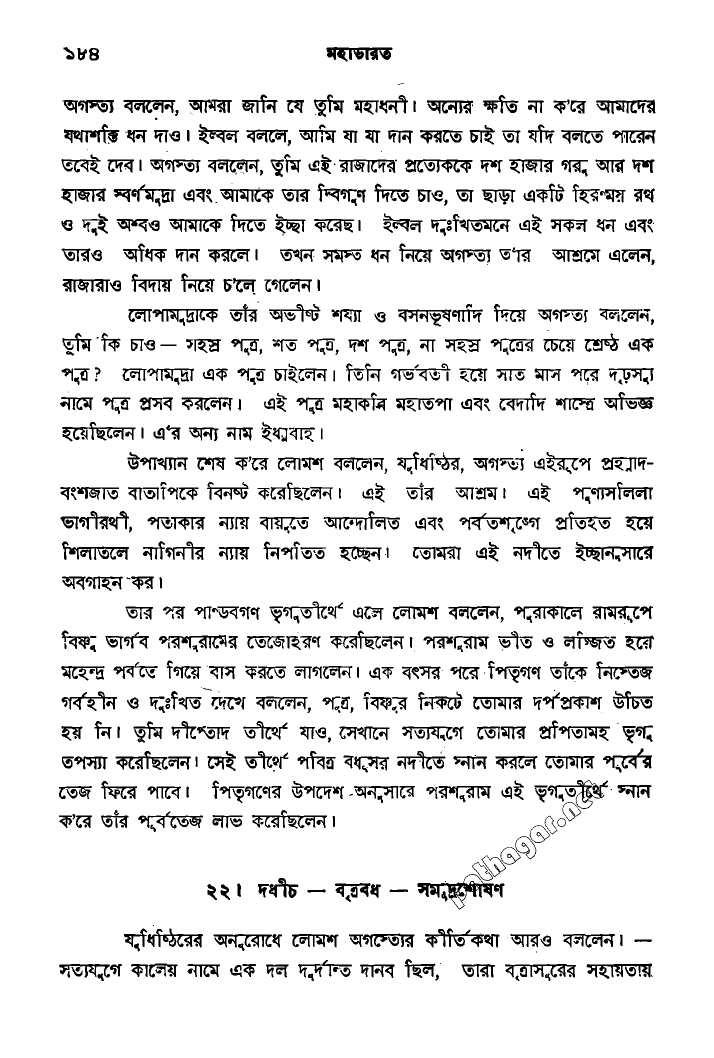 ১৮৪ মহাভারত
অগস্ত্য বললেন, আমরা জানি যে তুমি মহাধনী। অন্যের ক্ষতি না ক'রে আমাদের
যথাশক্তি ধন দাও। ইল্বল বললে, আমি যা যা দান করতে চাই তা যদি বলতে পারেন
তবেই দেব। অগস্ত্য বললেন, তুমি এই রাজাদের প্রত্যেককে দশ হাজার গরু আর দশ
হাজার স্বর্ণমুদ্রা এবং আমাকে তার দ্বিগুণ দিতে চাও, তা ছাড়া একটি হিরণ্ময় রথ
ও দুই অশ্বও আমাকে দিতে ইচ্ছা করেছ। ইল্বল দুঃখিতমনে এই সকল ধন এবং
তারও অধিক দান করলে। তখন সমস্ত ধন নিয়ে অগস্ত্য তাঁর আশ্রমে এলেন,
রাজারাও বিদায় নিয়ে চ'লে গেলেন।
লোপামুদ্রাকে তাঁর অভীষ্ট শয্যা ও বসনভূষণাদি দিয়ে অগস্ত্য বললেন,
তুমি কি চাও— সহস্র পুত্র, শত পুত্র, দশ পুত্র, না সহস্র পুত্রের চেয়ে শ্রেষ্ঠ এক
পুত্র? লোপামুদ্রা এক পুত্র চাইলেন। তিনি গর্ভবতী হয়ে সাত মাস পরে দৃঢ়স্যু
নামে পুত্র প্রসব করলেন। এই পুত্র মহাকবি মহাতপা এবং বেদাদি শাস্ত্রে অভিজ্ঞ
হয়েছিলেন। এঁর অন্য নাম ইধ্মবাহ।
উপাখ্যান শেষ ক'রে লোমশ বললেন, যুধিষ্ঠির, অগস্ত্য এইরূপে প্রহ্লাদ-
বংশজাত বাতাপিকে বিনষ্ট করেছিলেন। এই তাঁর আশ্রম। এই পুণ্যসলিলা
ভাগীরথী, পতাকার ন্যায় বায়ুতে আন্দোলিত এবং পর্বতশৃঙ্গে প্রতিহত হয়ে
শিলাতলে নাগিনীর ন্যায় নিপতিত হচ্ছেন। তোমরা এই নদীতে ইচ্ছানুসারে
অবগাহন কর।
তার পর পাণ্ডবগণ ভৃগুতীর্থে এলে লোমশ বললেন, পুরাকালে রামরূপে
বিষ্ণু ভার্গব পরশুরামের তেজোহরণ করেছিলেন। পরশুরাম ভীত ও লজ্জিত হয়ে
মহেন্দ্র পর্বতে গিয়ে বাস করতে লাগলেন। এক বৎসর পরে পিতৃগণ তাঁকে নিস্তেজ
গর্বহীন ও দুঃখিত দেখে বললেন, পুত্র, বিষ্ণুর নিকটে তোমার দর্পপ্রকাশ উচিত
হয় নি। তুমি দীপ্তোদ তীর্থে যাও, সেখানে সত্যযুগে তোমার প্রপিতামহ ভৃগু
তপস্যা করেছিলেন। সেই তীর্থে পবিত্র বধূসর নদীতে স্নান করলে তোমার পূর্বের
তেজ ফিরে পাবে। পিতৃগণের উপদেশ অনুসারে পরশুরাম এই ভৃগুতীর্থে স্নান
ক'রে তাঁর পূর্বতেজ লাভ করেছিলেন।
pathagar.net
২২। দধীচ — বৃত্রবধ — সমুদ্রশোষণ
যুধিষ্ঠিরের অনুরোধে লোমশ অগস্ত্যের কীর্তিকথা আরও বললেন। —
সত্যযুগে কালেয় নামে এক দল দুর্দান্ত দানব ছিল, তারা বৃত্রাসুরের সহায়তায়